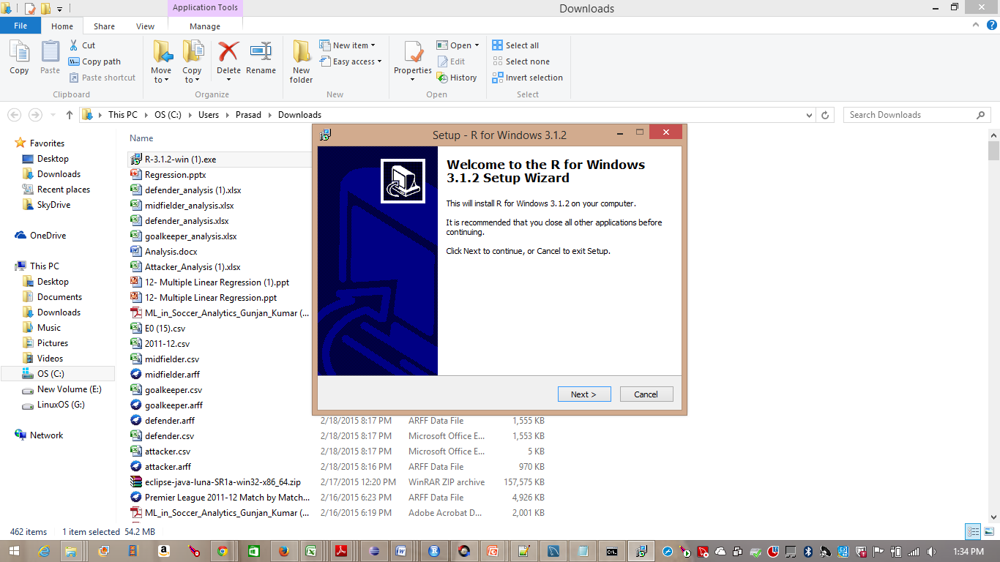 Application Tools
Downloads
File
Home
Share
View
Manage
Copy
Paste
Cut
Copy path
Paste shortcut
Clipboard
Move to
Copy to
Delete
Rename
Organize
New folder
New item
Easy access
New
Properties
Open
Edit
History
Open
Select all
Select none
Invert selection
Select
This PC
OS (C:)
Users
Prasad
Downloads
Search Downloads
Favorites
Desktop
Downloads
Recent places
SkyDrive
OneDrive
This PC
Desktop
Documents
Downloads
Music
Pictures
Videos
OS (C:)
New Volume (E:)
LinuxOS (G:)
Network
Name
R-3.1.2-win (1).exe
Regression.pptx
defender_analysis (1).xlsx
midfielder_analysis.xlsx
defender_analysis.xlsx
goalkeeper_analysis.xlsx
Analysis.docx
Attacker_Analysis (1).xlsx
12- Multiple Linear Regression (1).ppt
12- Multiple Linear Regression.ppt
ML_in_Soccer_Analytics_Gunjan_Kumar (...
E0 (15).csv
2011-12.csv
midfielder.csv
midfielder.arff
goalkeeper.csv
goalkeeper.arff
defender.arff 2/18/2015 8:17 PM ARFF Data File 1,555 KB
defender.csv 2/18/2015 8:17 PM Microsoft Office E... 1,553 KB
attacker.csv 2/18/2015 8:17 PM Microsoft Office E... 5 KB
attacker.arff 2/18/2015 8:16 PM ARFF Data File 970 KB
eclipse-java-luna-SR1a-win32-x86_64.zip 2/17/2015 12:20 PM WinRAR ZIP archive 157,575 KB
Premier League 2011-12 Match by Match... 2/16/2015 6:23 PM ARFF Data File 4,926 KB
ML_in_Soccer_Analytics_Gunjan_Kumar (... 2/16/2015 6:19 PM Adobe Acrobat D... 2,001 KB
Setup - R for Windows 3.1.2
Welcome to the R for Windows
3.1.2 Setup Wizard
This will install R for Windows 3.1.2 on your computer.
It is recommended that you close all other applications before
continuing.
Click Next to continue, or Cancel to exit Setup.
Next >
Cancel
462 items
1 item selected 54.2 MB
1:34 PM